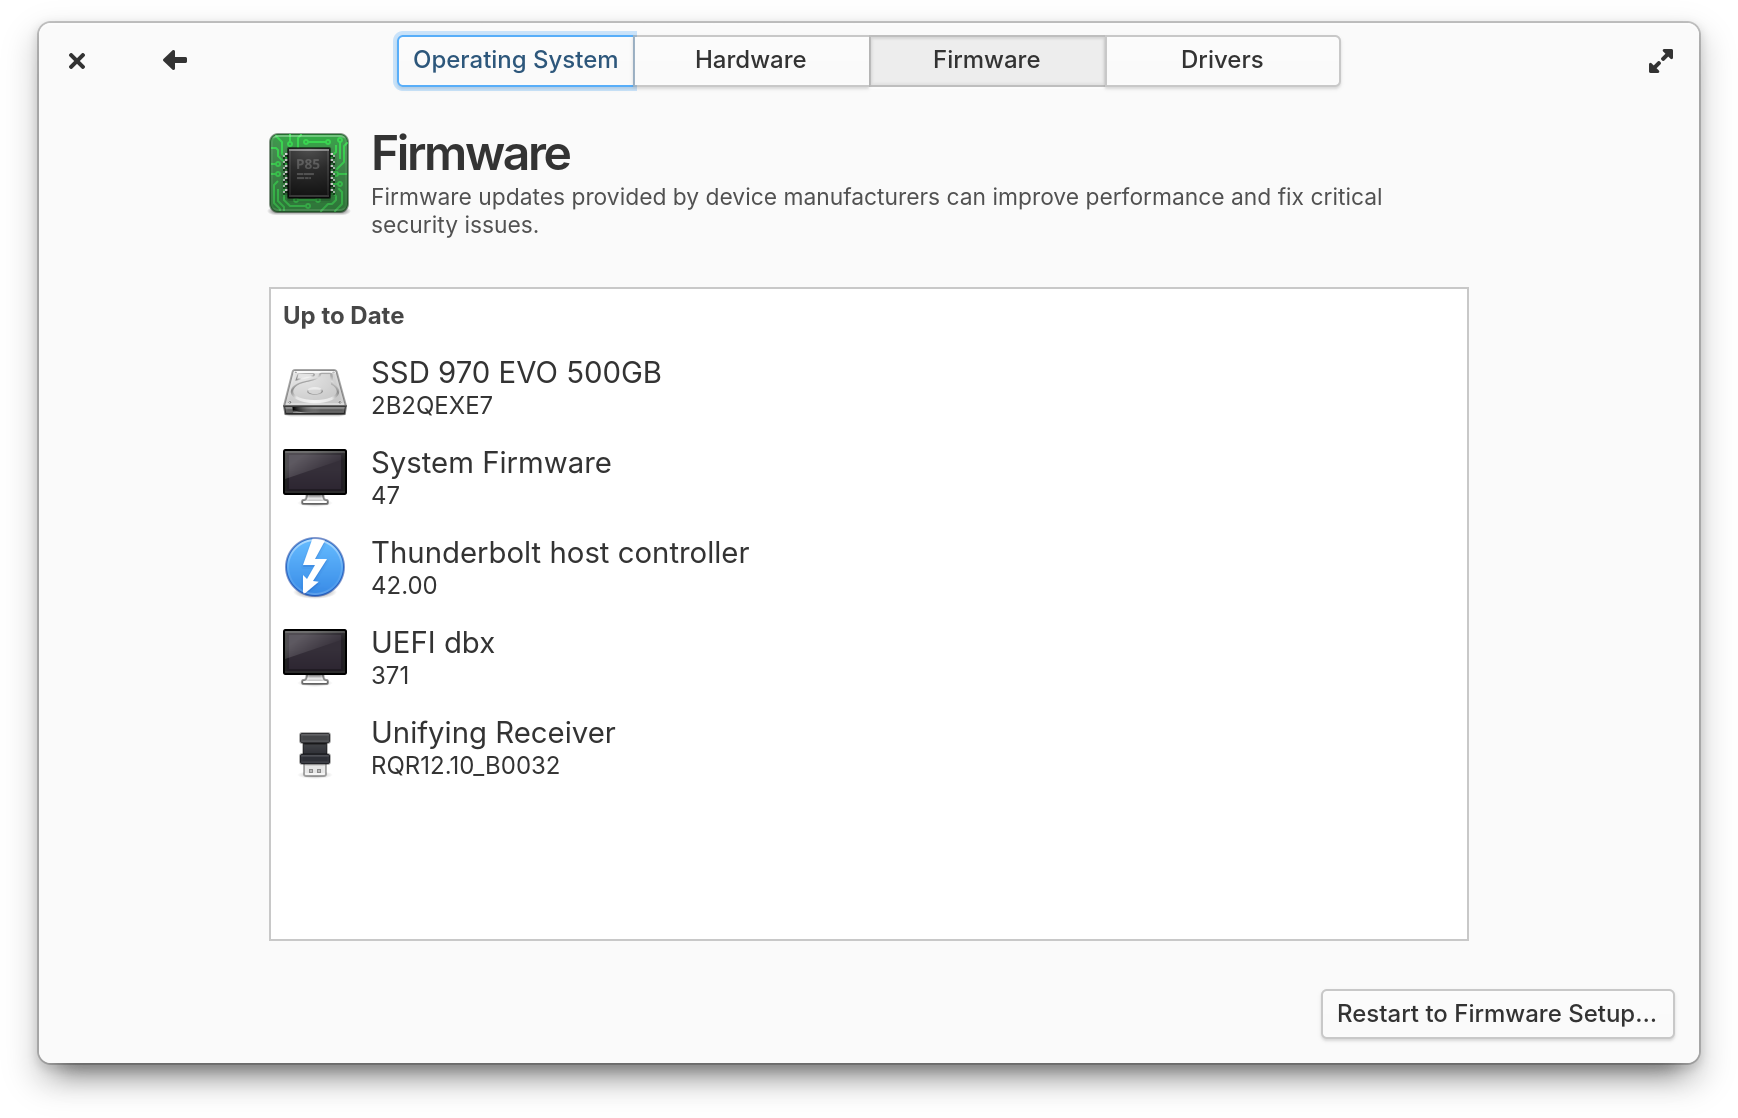 Operating System
Hardware
Firmware
Drivers
P85
Firmware
Firmware updates provided by device manufacturers can improve performance and fix critical
security issues.
Up to Date
SSD 970 EVO 500GB
2B2QEXE7
System Firmware
47
Thunderbolt host controller
42.00
UEFI dbx
371
Unifying Receiver
RQR12.10_B0032
Restart to Firmware Setup…